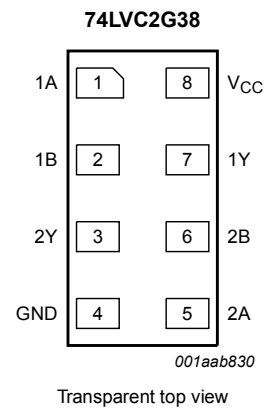 74LVC2G38
1A 1 8 VCC
1B 2 7 1Y
2Y 3 6 2B
GND 4 5 2A
001aab830
Transparent top view